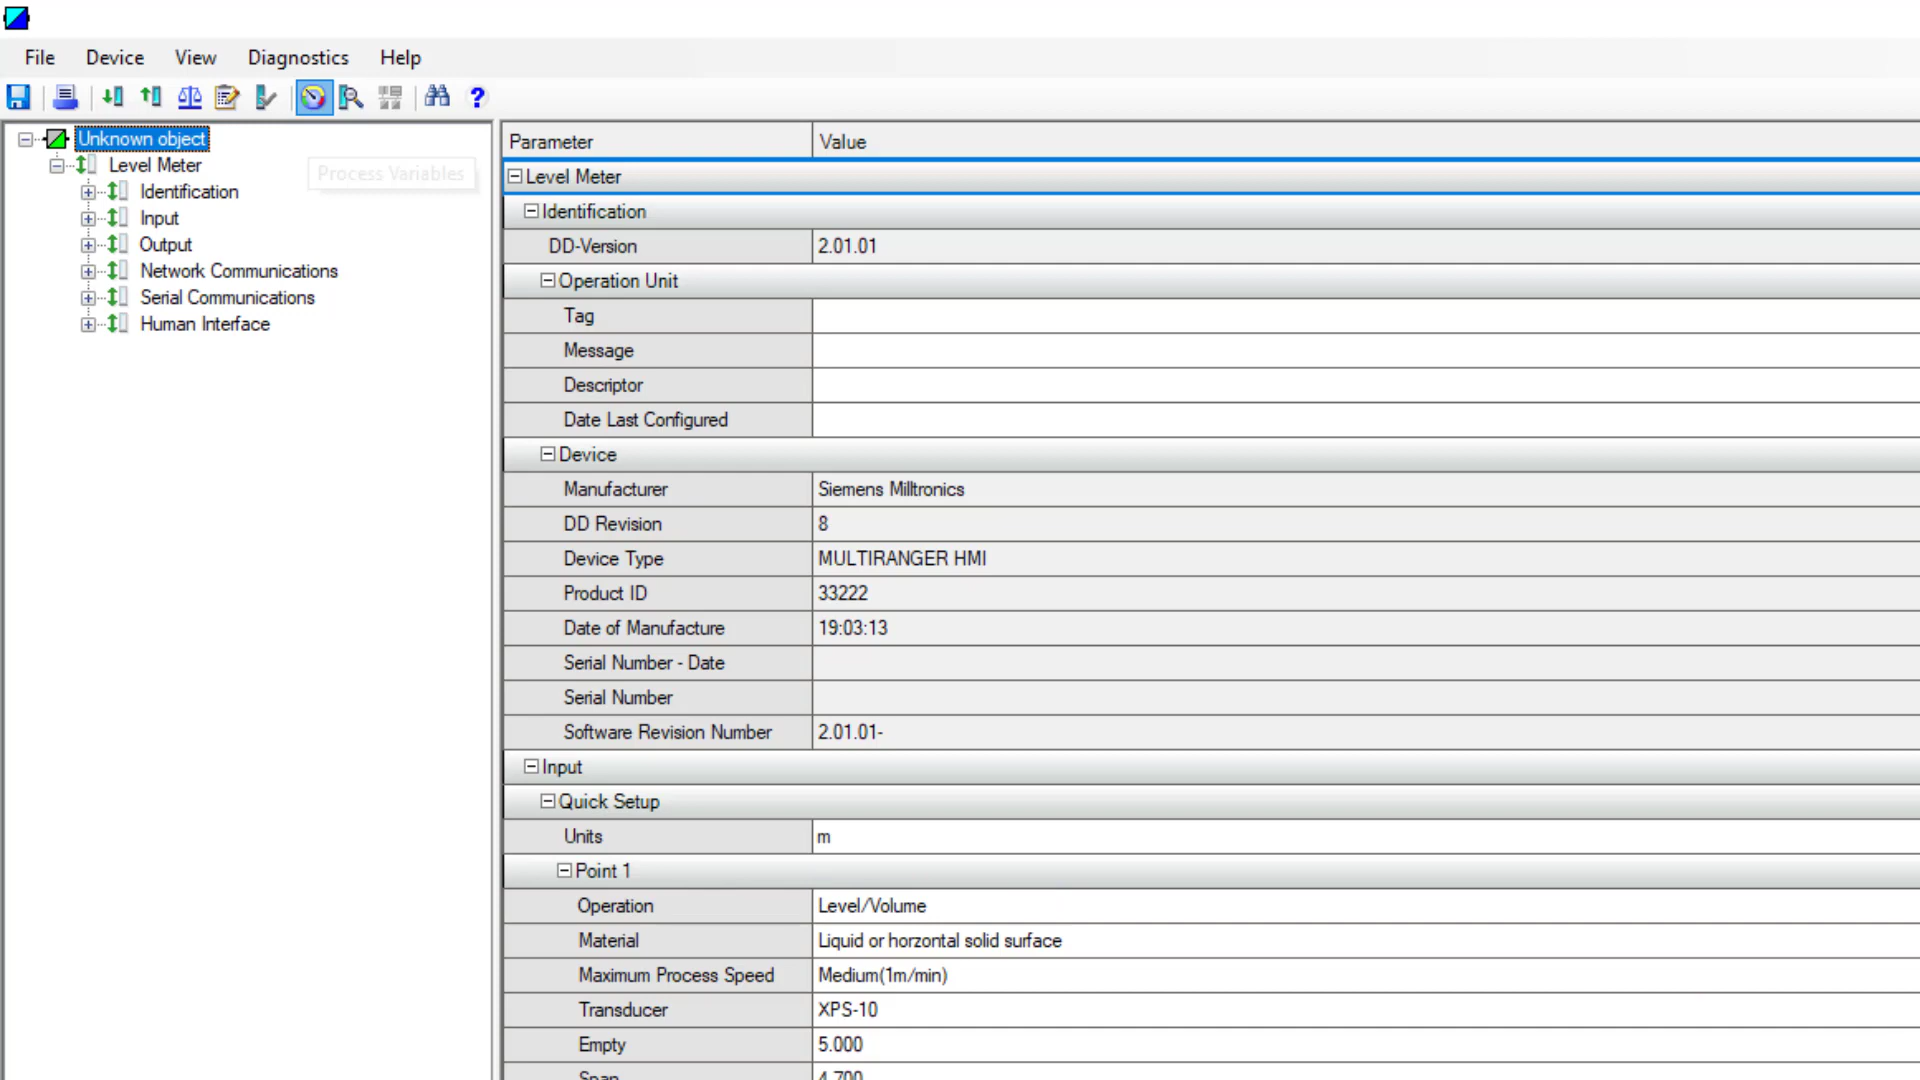 File Device View Diagnostics Help
?
Unknown object
Level Meter
Process Variables
Identification
Input
Output
Network Communications
Serial Communications
Human Interface
Parameter Value
Level Meter
Identification
DD-Version 2.01.01
Operation Unit
Tag
Message
Descriptor
Date Last Configured
Device
Manufacturer Siemens Milltronics
DD Revision 8
Device Type MULTIRANGER HMI
Product ID 33222
Date of Manufacture 19:03:13
Serial Number - Date
Serial Number
Software Revision Number 2.01.01-
Input
Quick Setup
Units m
Point 1
Operation Level/Volume
Material Liquid or horzontal solid surface
Maximum Process Speed Medium(1m/min)
Transducer XPS-10
Empty 5.000
Span 4.700